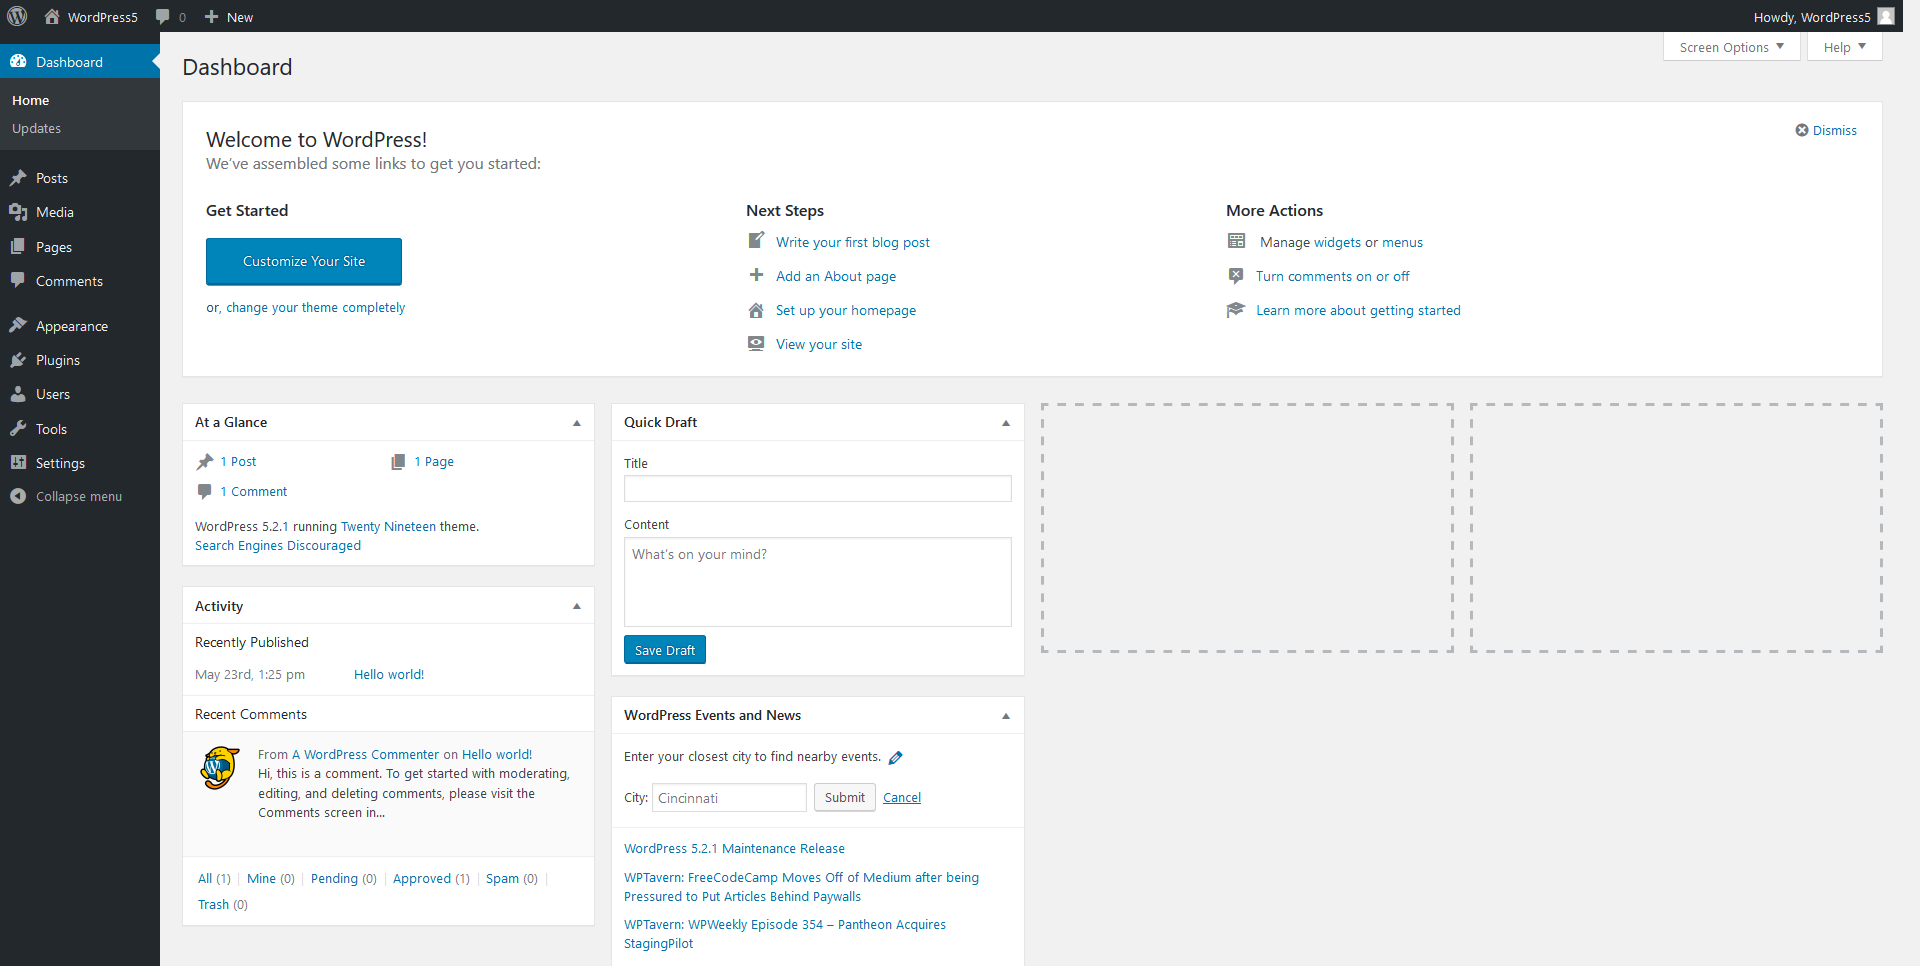 WordPress5
0
New
Howdy, WordPress5
Dashboard
Home
Updates
Posts
Media
Pages
Comments
Appearance
Plugins
Users
Tools
Settings
Collapse menu
Screen Options
Help
Dashboard
Welcome to WordPress!
We've assembled some links to get you started:
Dismiss
Get Started
Customize Your Site
or, change your theme completely
Next Steps
Write your first blog post
Add an About page
Set up your homepage
View your site
More Actions
Manage widgets or menus
Turn comments on or off
Learn more about getting started
At a Glance
1 Post
1 Page
1 Comment
WordPress 5.2.1 running Twenty Nineteen theme.
Search Engines Discouraged
Activity
Recently Published
May 23rd, 1:25 pm Hello world!
Recent Comments
From A WordPress Commenter on Hello world!
Hi, this is a comment. To get started with moderating,
editing, and deleting comments, please visit the
Comments screen in...
All (1) | Mine (0) | Pending (0) | Approved (1) | Spam (0) |
Trash (0)
Quick Draft
Title
Content
What's on your mind?
Save Draft
WordPress Events and News
Enter your closest city to find nearby events.
City: Cincinnati Submit Cancel
WordPress 5.2.1 Maintenance Release
WPTavern: FreeCodeCamp Moves Off of Medium after being
Pressured to Put Articles Behind Paywalls
WPTavern: WPWeekly Episode 354 – Pantheon Acquires
StagingPilot